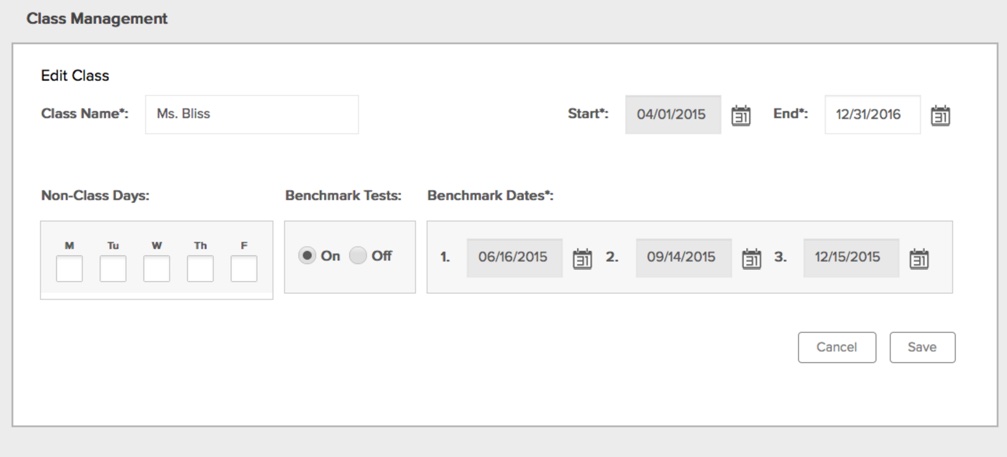 Class Management
Edit Class
Class Name*: Ms. Bliss Start*: 04/01/2015 31 End*: 12/31/2016 31
Non-Class Days: Benchmark Tests: Benchmark Dates*:
M Tu W Th F
On Off 1. 06/16/2015 31 2. 09/14/2015 31 3. 12/15/2015 31
Cancel Save